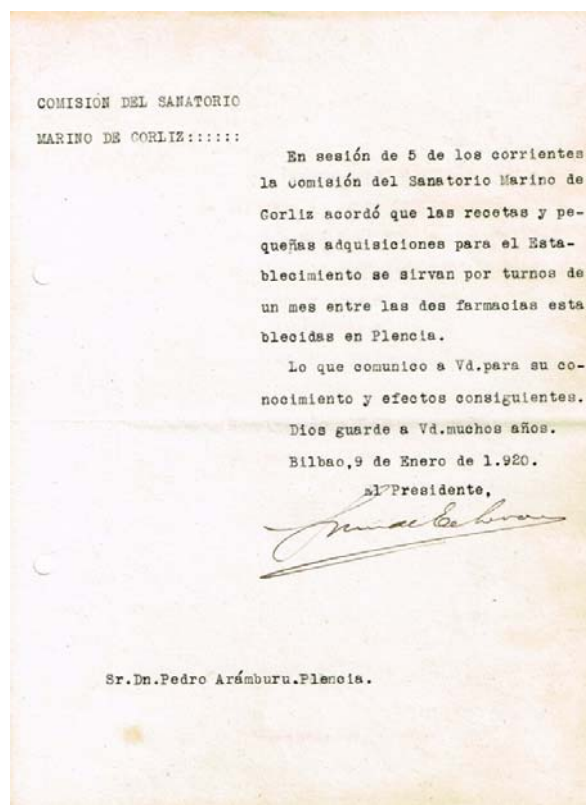 COMISIÓN DEL SANATORIO
MARINO DE GORLIZ::::::
En sesión de 5 de los corrientes
la Comisión del Sanatorio Marino de
Gorliz acordó que las recetas y pe-
queñas adquisiciones para el Esta-
blecimiento se sirvan por turnos de
un mes entre las dos farmacias esta
blecidas en Plencia.
Lo que comunico a Vd.para su co-
nocimiento y efectos consiguientes.
Dios guarde a Vd.muchos años.
Bilbao,9 de Enero de 1.920.
El Presidente,
Sr.Dn.Pedro Arámburu.Plencia.